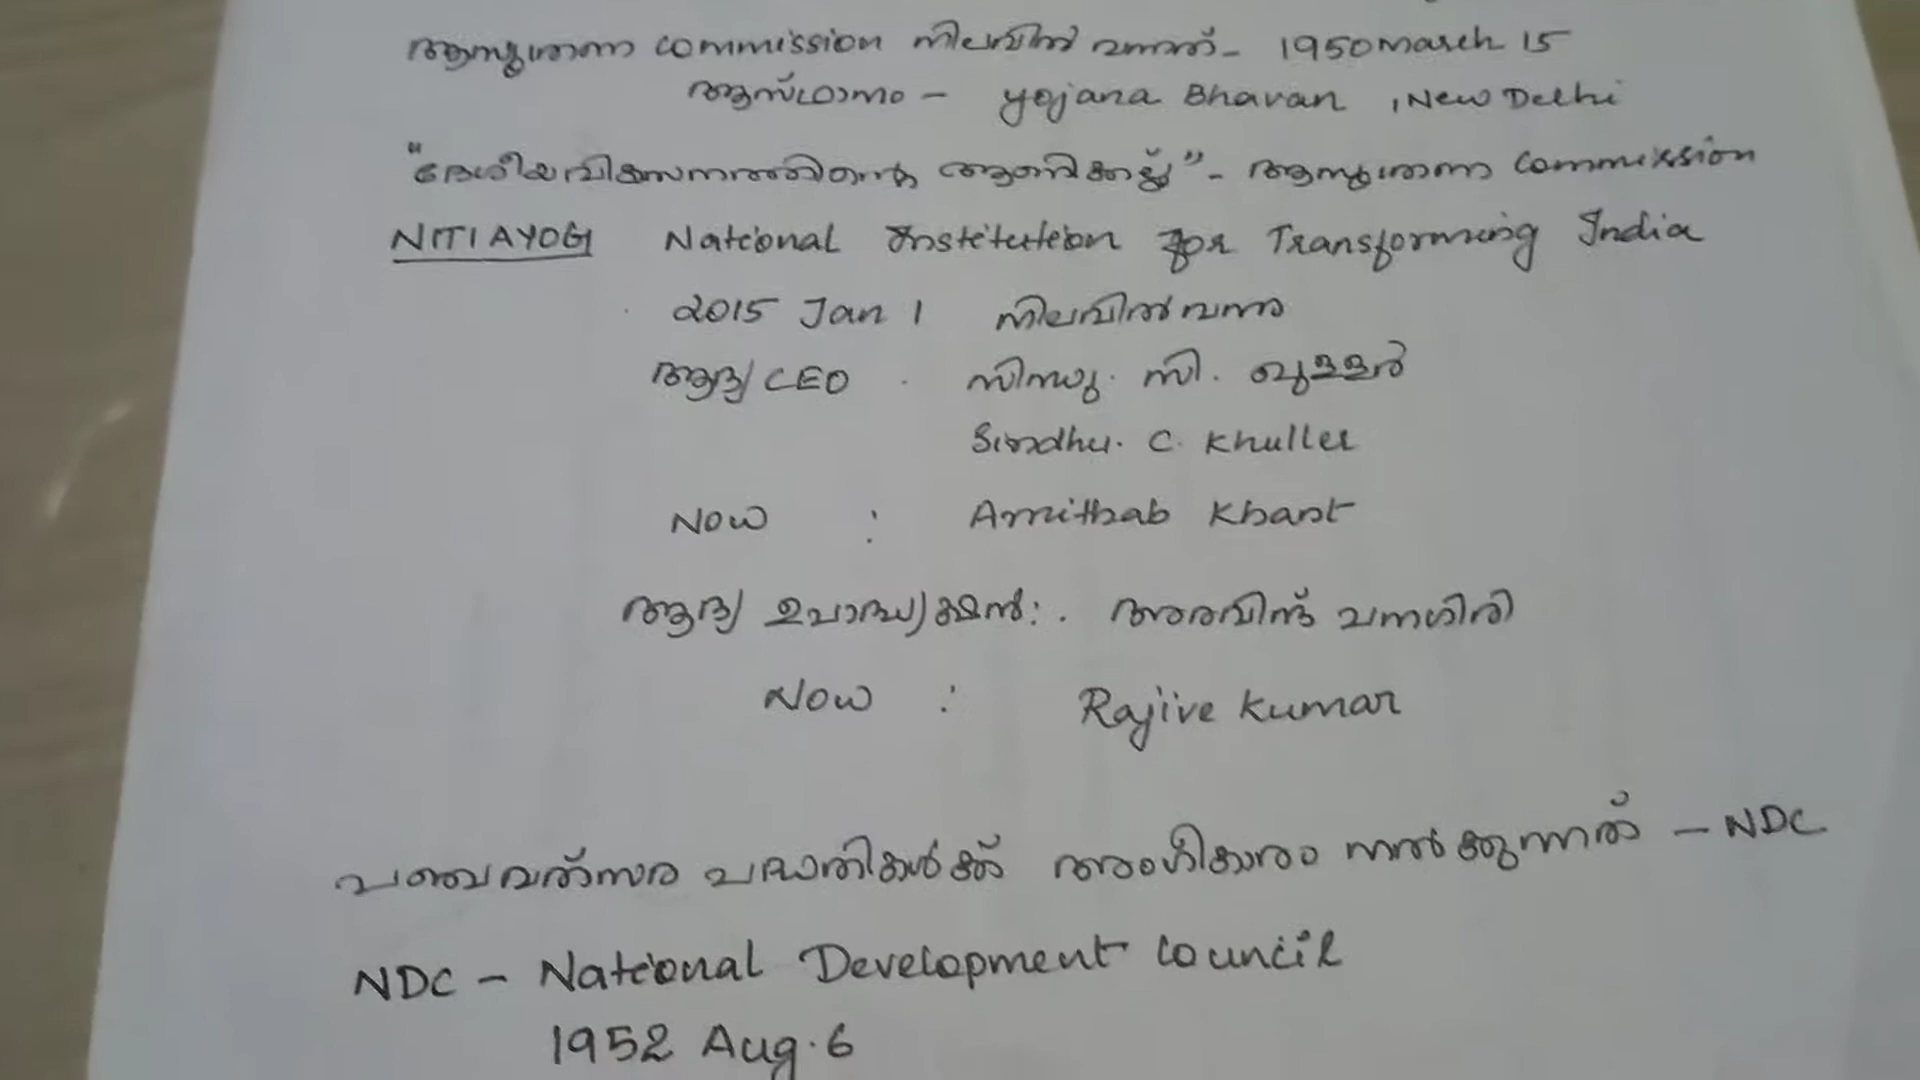 ആസൂത്രണ commission നിലവിൽ വന്നത് - 1950 march 15
ആസ്ഥാനം - yojana Bhavan , New Delhi
"ദേശീയവികസനത്തിന്റെ ആണിക്കല്ല്" - ആസൂത്രണ commission
NITI AYOG National Institution for Transforming India
2015 Jan 1 നിലവിൽ വന്നു
ആദ്യ CEO . സിന്ധു. സി. ഖുള്ളർ
Sindhu. C. Khuller
Now : Amithab Khant
ആദ്യ ഉപാദ്ധ്യക്ഷൻ: . അരവിന്ദ് പനഗിരി
Now : Rajive Kumar
പഞ്ചവത്സര പദ്ധതികൾക്ക് അംഗീകാരം നൽകുന്നത് - NDC
NDC - National Development Council
1952 Aug. 6